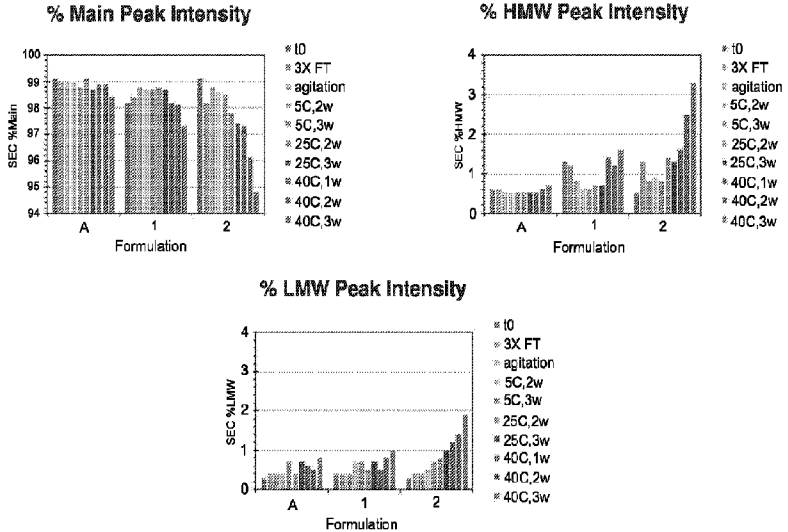 % Main Peak Intensity
100
99
98
97
96
95
94
SEC %Main
A 1 2
Formulation
t0
3X FT
agitation
5C,2w
5C,3w
25C,2w
25C,3w
40C,1w
40C,2w
40C,3w
% HMW Peak Intensity
4
3
2
1
0
SEC %HMW
A 1 2
Formulation
t0
3X FT
agitation
5C,2w
5C,3w
25C,2w
25C,3w
40C,1w
40C,2w
40C,3w
% LMW Peak Intensity
4
3
2
1
0
SEC %LMW
A 1 2
Formulation
t0
3X FT
agitation
5C,2w
5C,3w
25C,2w
25C,3w
40C,1w
40C,2w
40C,3w